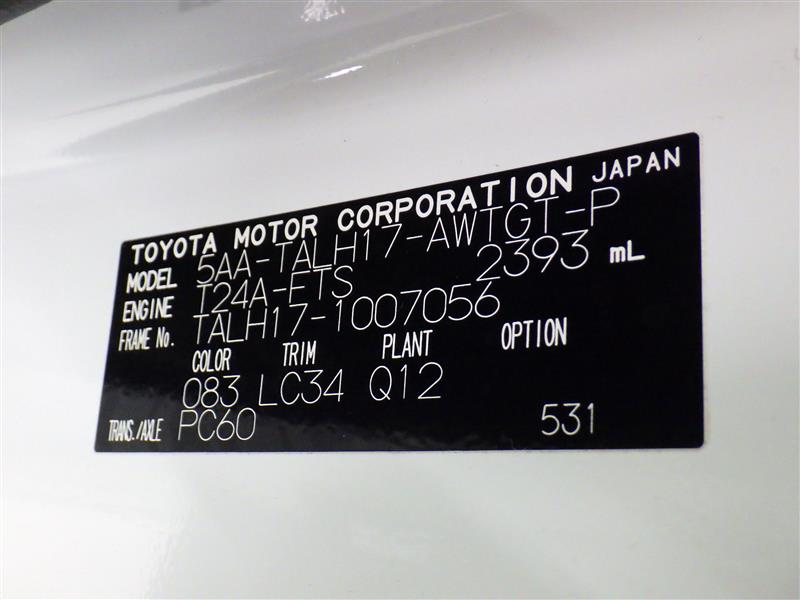 TOYOTA MOTOR CORPORATION JAPAN
MODEL 5AA-TALH17-AWTGT-P
ENGINE T24A-FTS 2393 mL
FRAME No. TALH17-1007056
COLOR TRIM PLANT OPTION
083 LC34 Q12
TRANS./AXLE PC60 531